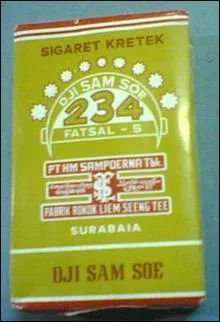 SIGARET KRETEK
DJI SAM SOE
234
FATSAL - 5
PT HM SAMPOERNA Tbk.
PABRIK ROKOK LIEM SEENG TEE
SURABAIA
DJI SAM SOE